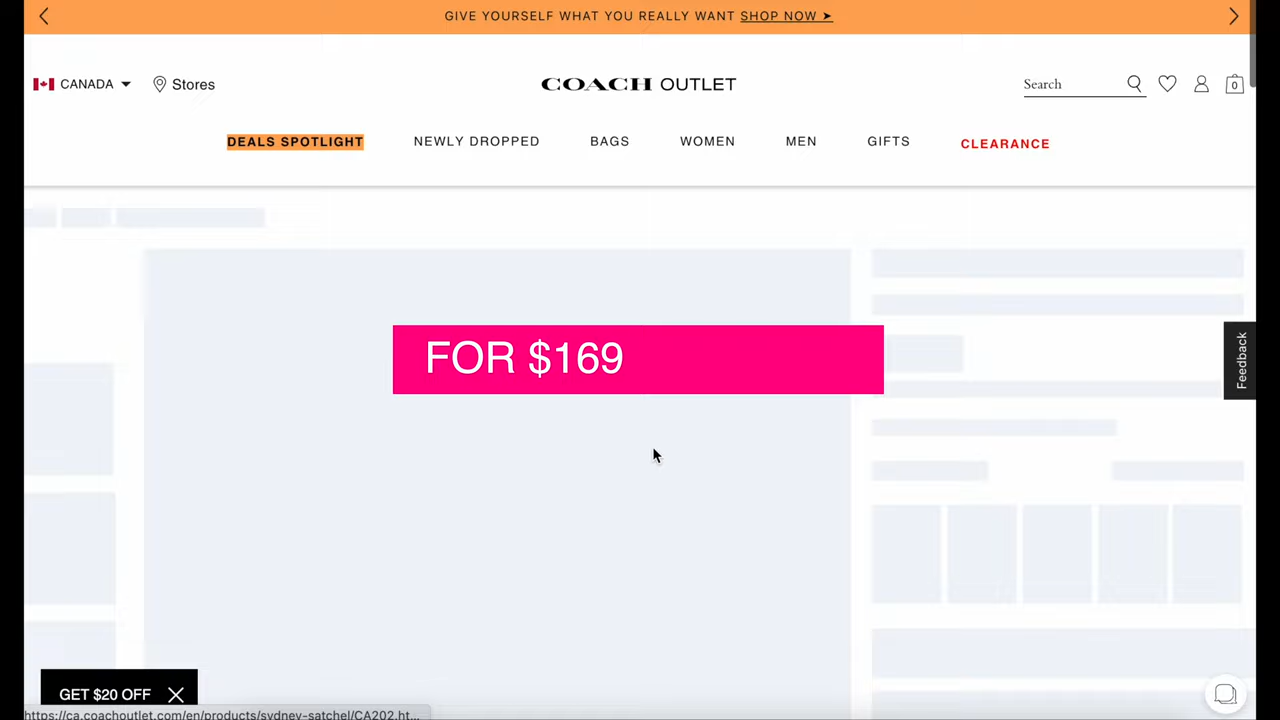 GIVE YOURSELF WHAT YOU REALLY WANT SHOP NOW ➤
CANADA
Stores
COACH OUTLET
Search
0
DEALS SPOTLIGHT
NEWLY DROPPED
BAGS
WOMEN
MEN
GIFTS
CLEARANCE
FOR $169
Feedback
GET $20 OFF
https://ca.coachoutlet.com/en/products/sydney-satchel/CA202.ht...